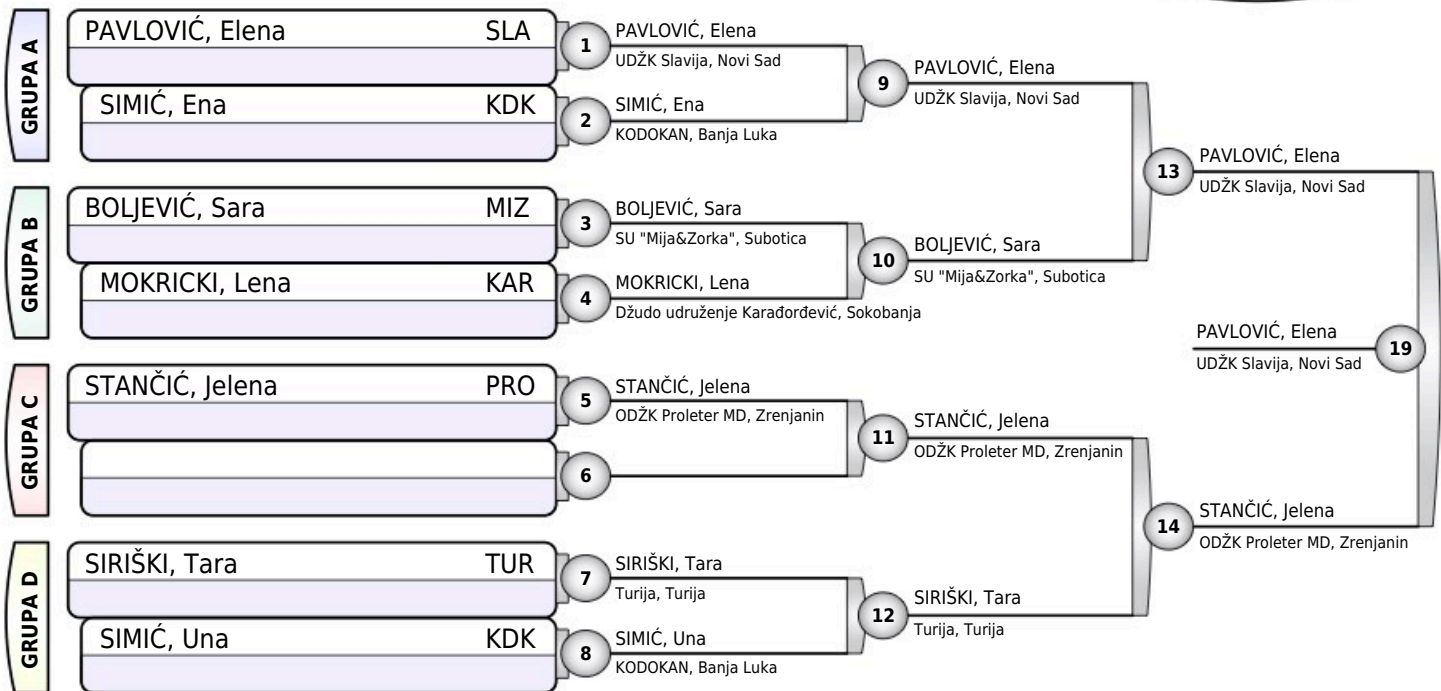 GRUPA A
PAVLOVIĆ, Elena SLA
SIMIĆ, Ena KDK
1
PAVLOVIĆ, Elena
UDŽK Slavija, Novi Sad
2
SIMIĆ, Ena
KODOKAN, Banja Luka
9
PAVLOVIĆ, Elena
UDŽK Slavija, Novi Sad
GRUPA B
BOLJEVIĆ, Sara MIZ
MOKRICKI, Lena KAR
3
BOLJEVIĆ, Sara
SU "Mija&Zorka", Subotica
4
MOKRICKI, Lena
Džudo udruženje Karađorđević, Sokobanja
10
BOLJEVIĆ, Sara
SU "Mija&Zorka", Subotica
13
PAVLOVIĆ, Elena
UDŽK Slavija, Novi Sad
GRUPA C
STANČIĆ, Jelena PRO
5
STANČIĆ, Jelena
ODŽK Proleter MD, Zrenjanin
6
11
STANČIĆ, Jelena
ODŽK Proleter MD, Zrenjanin
GRUPA D
SIRIŠKI, Tara TUR
SIMIĆ, Una KDK
7
SIRIŠKI, Tara
Turija, Turija
8
SIMIĆ, Una
KODOKAN, Banja Luka
12
SIRIŠKI, Tara
Turija, Turija
14
STANČIĆ, Jelena
ODŽK Proleter MD, Zrenjanin
PAVLOVIĆ, Elena
UDŽK Slavija, Novi Sad
19